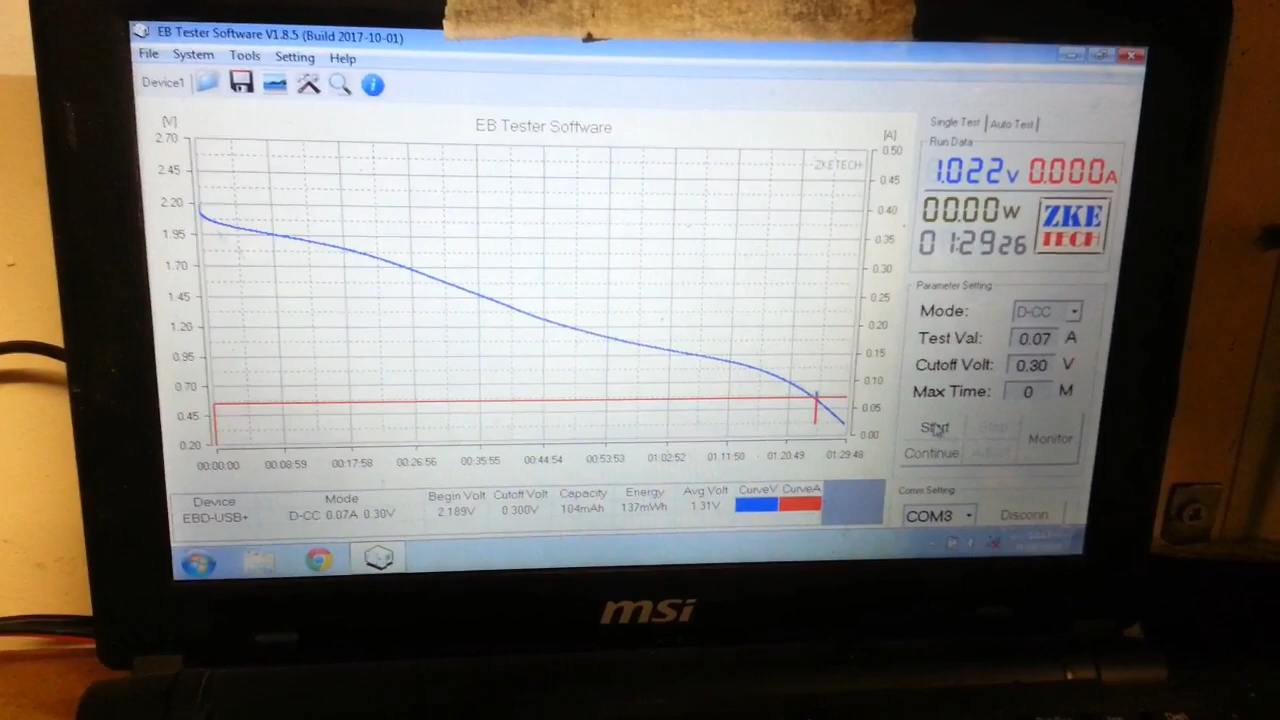 EB Tester Software V1.8.5 (Build 2017-10-01)
File System Tools Setting Help
Device1
EB Tester Software
[V]
2.70
2.45
2.20
1.95
1.70
1.45
1.20
0.95
0.70
0.45
0.20
ZKETECH
[A]
0.50
0.45
0.40
0.35
0.30
0.25
0.20
0.15
0.10
0.05
0.00
00:00:00 00:08:59 00:17:58 00:26:56 00:35:55 00:44:54 00:53:53 01:02:52 01:11:50 01:20:49 01:29:48
Device Mode Begin Volt Cutoff Volt Capacity Energy Avg Volt CurveV CurveA
EBD-USB+ D-CC 0.07A 0.30V 2.189V 0.300V 104mAh 137mWh 1.31V
Single Test Auto Test
Run Data
1.022V 0.000A
00.00W
01:29:26
ZKE
TECH
Parameter Setting
Mode: D-CC
Test Val: 0.07 A
Cutoff Volt: 0.30 V
Max Time: 0 M
Start Stop
Monitor
Continue
Comm Setting
COM3 Disconn
msi